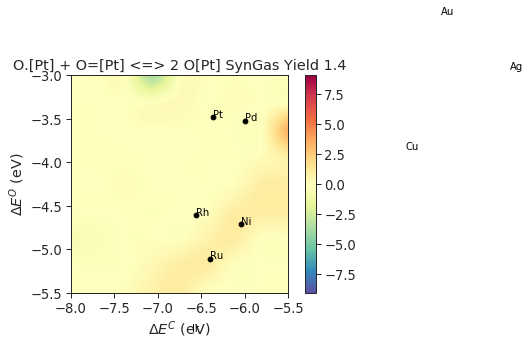 Au
Ag
O.[Pt] + O=[Pt] <=> 2 O[Pt] SynGas Yield 1.4
Cu
−3.0
−3.5
−4.0
−4.5
−5.0
−5.5
ΔE^O (eV)
Pt
Pd
Rh
Ni
Ru
−8.0 −7.5 −7.0 −6.5 −6.0 −5.5
ΔE^C (eV)
Ir
7.5
5.0
2.5
0.0
−2.5
−5.0
−7.5